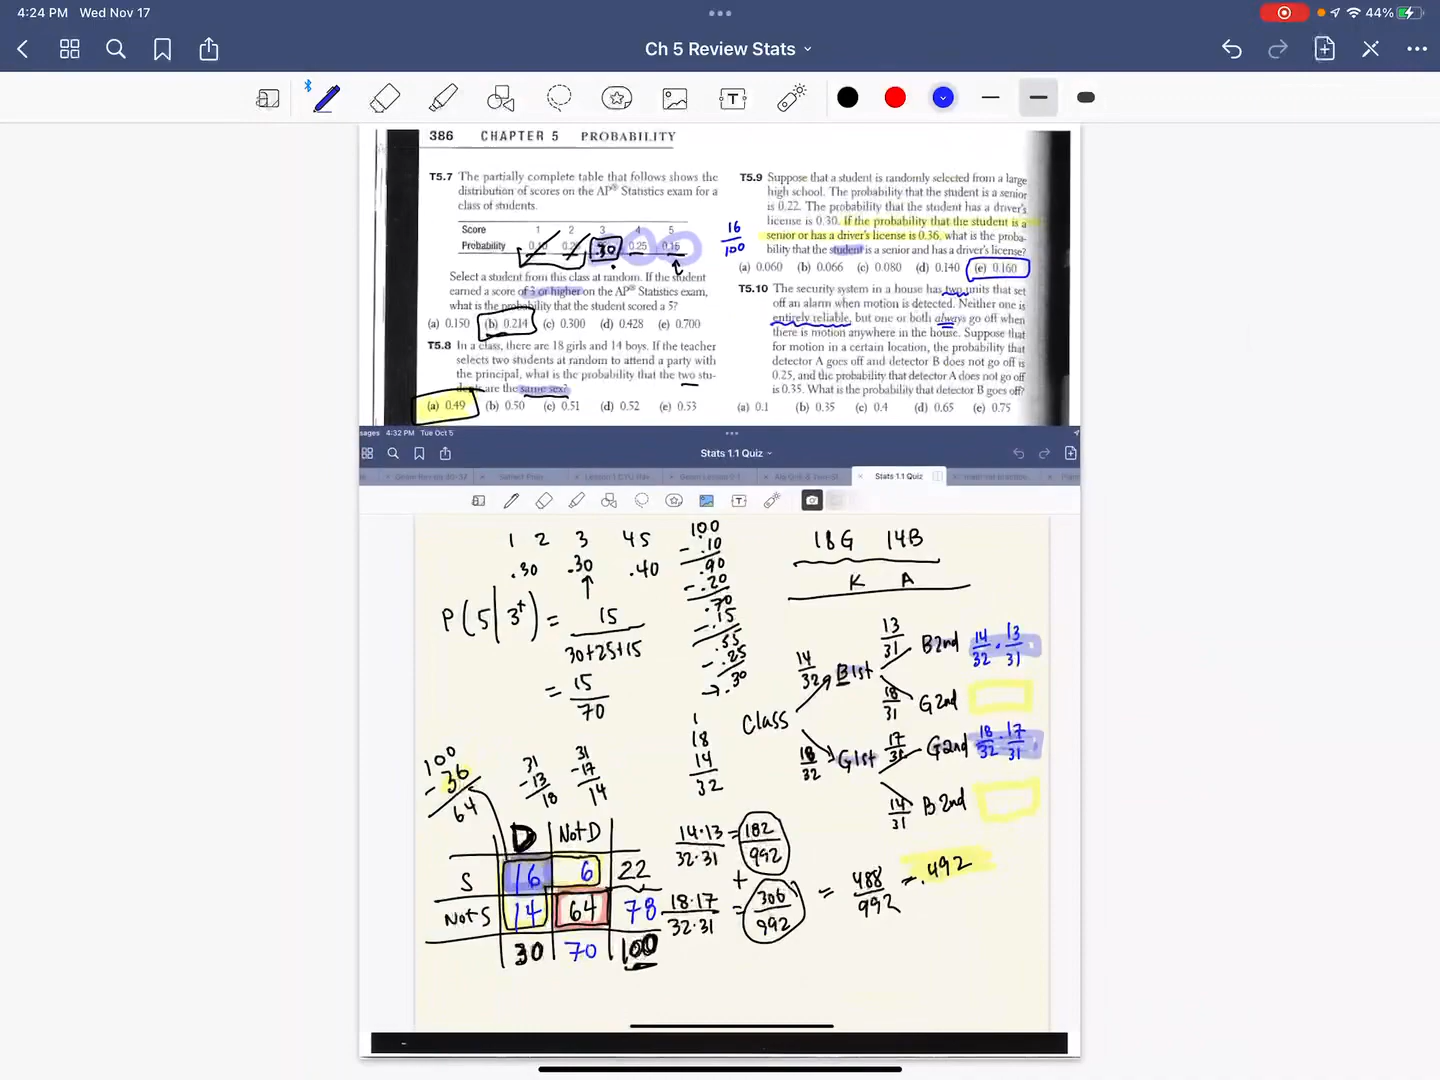 4:24 PM Wed Nov 17
44%
Ch 5 Review Stats
386 CHAPTER 5 PROBABILITY
T5.7 The partially complete table that follows shows the
distribution of scores on the AP® Statistics exam for a
class of students.
Score 1 2 3 4 5
Probability 0.10 0.20 .30 0.25 0.15
Select a student from this class at random. If the student
earned a score of 3 or higher on the AP® Statistics exam,
what is the probability that the student scored a 5?
(a) 0.150 (b) 0.214 (c) 0.300 (d) 0.428 (e) 0.700
T5.8 In a class, there are 18 girls and 14 boys. If the teacher
selects two students at random to attend a party with
the principal, what is the probability that the two stu-
dents are the same sex?
(a) 0.49 (b) 0.50 (c) 0.51 (d) 0.52 (e) 0.53
16
100
T5.9 Suppose that a student is randomly selected from a large
high school. The probability that the student is a senior
is 0.22. The probability that the student has a driver's
license is 0.30. If the probability that the student is a
senior or has a driver's license is 0.36, what is the proba-
bility that the student is a senior and has a driver's license?
(a) 0.060 (b) 0.066 (c) 0.080 (d) 0.140 (e) 0.160
T5.10 The security system in a house has two units that set
off an alarm when motion is detected. Neither one is
entirely reliable, but one or both always go off when
there is motion anywhere in the house. Suppose that
for motion in a certain location, the probability that
detector A goes off and detector B does not go off is
0.25, and the probability that detector A does not go off
is 0.35. What is the probability that detector B goes off?
(a) 0.1 (b) 0.35 (c) 0.4 (d) 0.65 (e) 0.75
sages 4:32 PM Tue Oct 5
Stats 1.1 Quiz
Stats 1.1 Quiz
1 2 3 4 5
.30 .30 .40
P(5|3+) = 15
30+25+15
= 15
70
100
- .10
.90
- .20
.70
- .15
.55
- .25
→ .30
18G 14B
K A
Class
14
32
B1st
13
31
B2nd 14/32 · 13/31
18
31
G2nd
18
32
G1st
17
31
G2nd 18/32 · 17/31
14
31
B2nd
1
18
14
32
100
- 36
64
31
-13
18
31
-17
14
D Not D
S 16 6 22
Not S 14 64 78
30 70 100
14·13
32·31
= 182
992
+
18·17
32·31
= 306
992
= 488
992
= .492